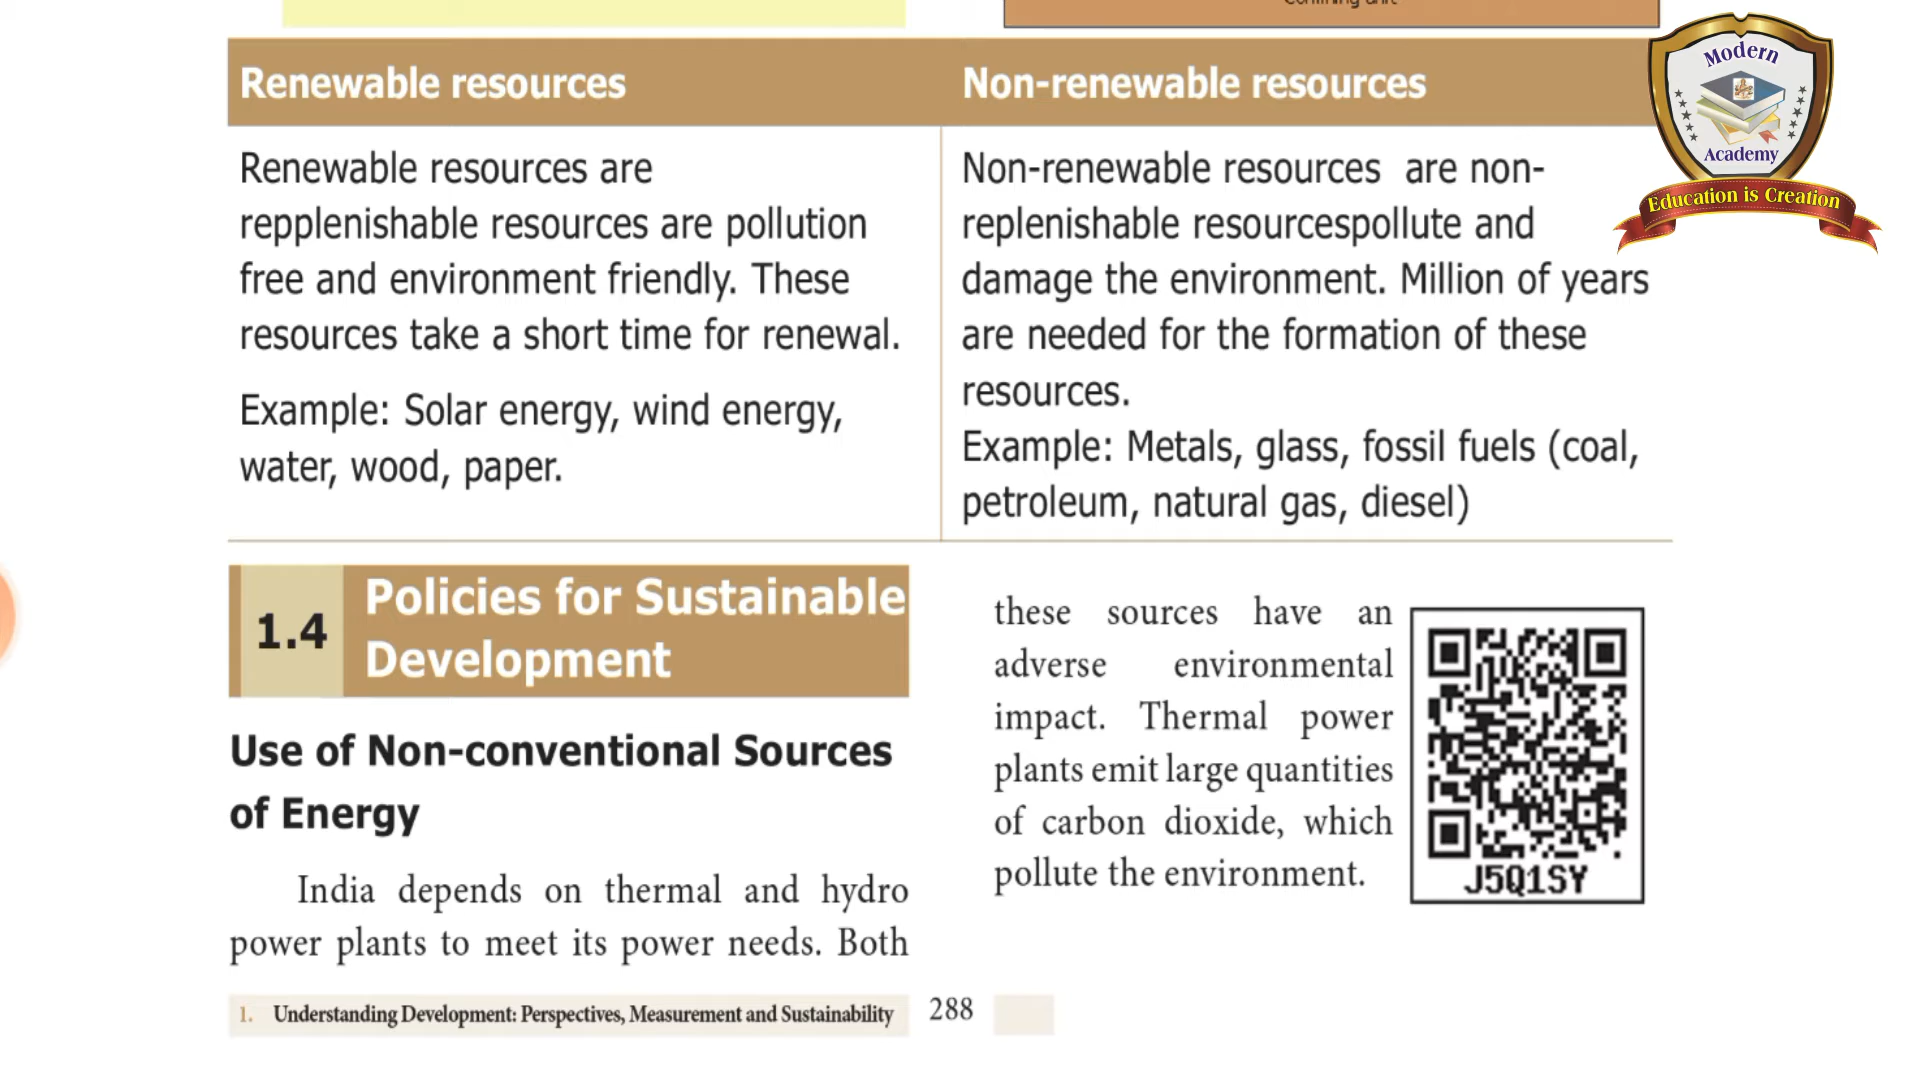 Renewable resources
Non-renewable resources
Renewable resources are
repplenishable resources are pollution
free and environment friendly. These
resources take a short time for renewal.
Example: Solar energy, wind energy,
water, wood, paper.
Non-renewable resources are non-
replenishable resourcespollute and
damage the environment. Million of years
are needed for the formation of these
resources.
Example: Metals, glass, fossil fuels (coal,
petroleum, natural gas, diesel)
1.4 Policies for Sustainable
Development
Use of Non-conventional Sources
of Energy
India depends on thermal and hydro
power plants to meet its power needs. Both
these sources have an
adverse environmental
impact. Thermal power
plants emit large quantities
of carbon dioxide, which
pollute the environment.
J5Q1SY
1. Understanding Development: Perspectives, Measurement and Sustainability
288
Modern
Academy
Education is Creation